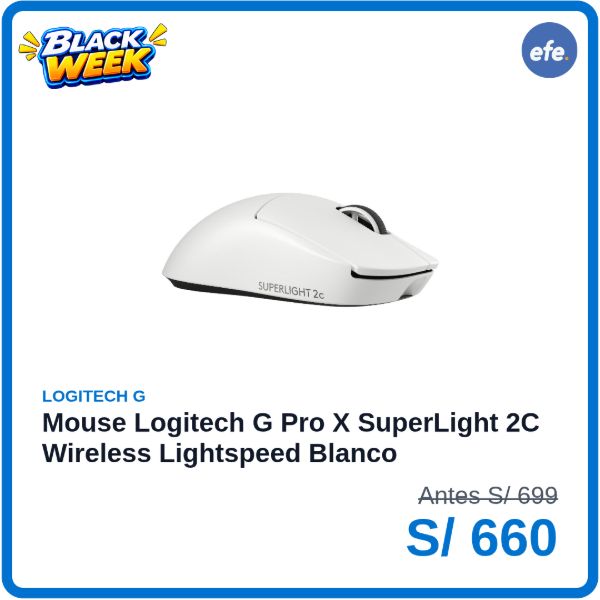 BLACK
WEEK
efe.
SUPERLIGHT 2c
LOGITECH G
Mouse Logitech G Pro X SuperLight 2C
Wireless Lightspeed Blanco
Antes S/ 699
S/ 660